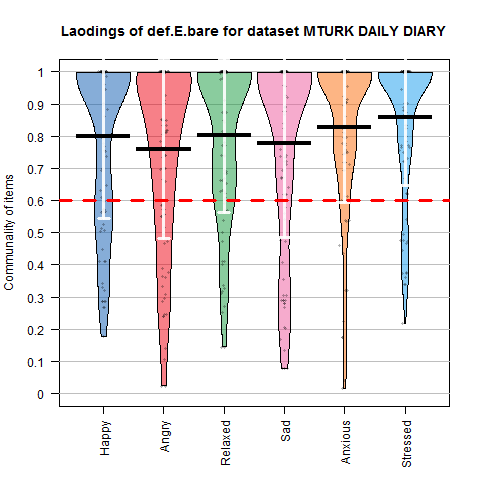 Laodings of def.E.bare for dataset MTURK DAILY DIARY
Communality of items
1
0.9
0.8
0.7
0.6
0.5
0.4
0.3
0.2
0.1
0
Happy
Angry
Relaxed
Sad
Anxious
Stressed